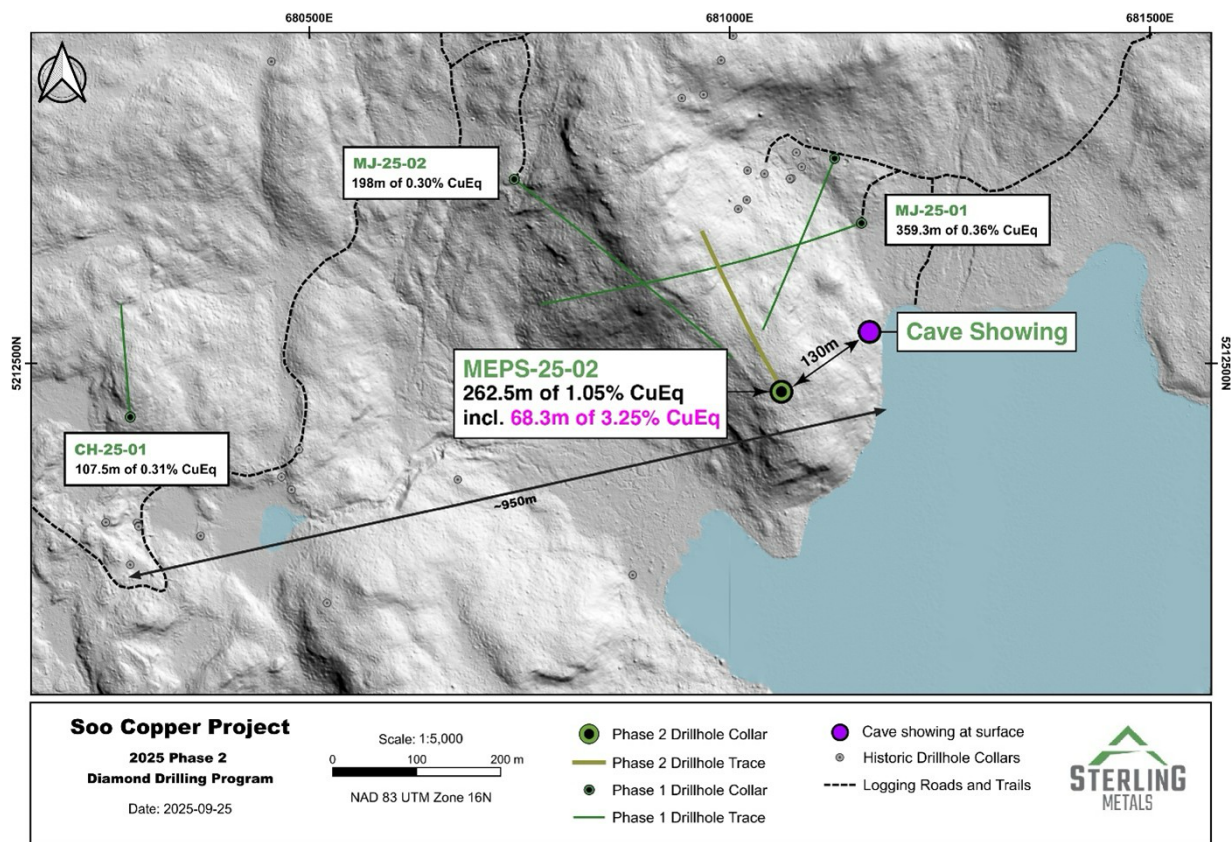 680500E
681000E
681500E
5212500N
5212500N
MJ-25-02
198m of 0.30% CuEq
MJ-25-01
359.3m of 0.36% CuEq
Cave Showing
130m
MEPS-25-02
262.5m of 1.05% CuEq
incl. 68.3m of 3.25% CuEq
CH-25-01
107.5m of 0.31% CuEq
~950m
Soo Copper Project
2025 Phase 2
Diamond Drilling Program
Date: 2025-09-25
Scale: 1:5,000
0 100 200 m
NAD 83 UTM Zone 16N
Phase 2 Drillhole Collar
Phase 2 Drillhole Trace
Phase 1 Drillhole Collar
Phase 1 Drillhole Trace
Cave showing at surface
Historic Drillhole Collars
Logging Roads and Trails
STERLING
METALS